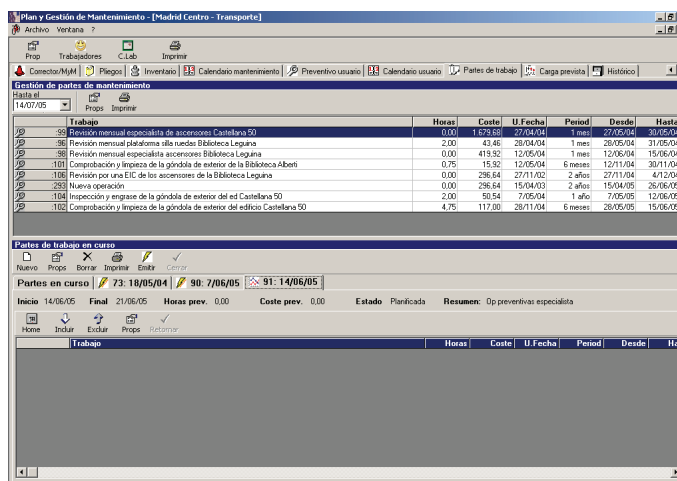 Plan y Gestión de Mantenimiento - [Madrid Centro - Transporte]
Archivo Ventana ?
Prop Trabajadores C.Lab Imprimir
Corrector/MyM Pliegos Inventario Calendario mantenimiento Preventivo usuario Calendario usuario Partes de trabajo Carga prevista Histórico
Gestión de partes de mantenimiento
Hasta el
14/07/05 Props Imprimir
Trabajo Horas Coste U.Fecha Period Desde Hasta
:99 Revisión mensual especialista de ascensores Castellana 50 0,00 1.679,68 27/04/04 1 mes 27/05/04 30/05/04
:96 Revisión mensual plataforma silla ruedas Biblioteca Leguina 2,00 43,46 28/04/04 1 mes 28/05/04 31/05/04
:98 Revisión mensual especialista ascensores Biblioteca Leguina 0,00 419,92 12/05/04 1 mes 12/06/04 15/06/04
:101 Comprobación y limpieza de la góndola de exterior de la Biblioteca Alberti 0,75 15,92 12/05/04 6 meses 12/11/04 30/11/04
:106 Revisión por una EIC de los ascensores de la Biblioteca Leguina 0,00 296,64 27/11/02 2 años 27/11/04 4/12/04
:293 Nueva operación 0,00 296,64 15/04/03 2 años 15/04/05 26/06/05
:104 Inspección y engrase de la góndola de exterior del ed Castellana 50 2,00 50,54 7/05/04 1 año 7/05/05 12/06/05
:102 Comprobación y limpieza de la góndola de exterior del edificio Castellana 50 4,75 117,00 28/11/04 6 meses 28/05/05 15/06/05
Partes de trabajo en curso
Nuevo Props Borrar Imprimir Emitir Cerrar
Partes en curso 73: 18/05/04 90: 7/06/05 91: 14/06/05
Inicio 14/06/05 Final 21/06/05 Horas prev. 0,00 Coste prev. 0,00 Estado Planificada Resumen: Op preventivas especialista
Home Incluir Excluir Props Retornar
Trabajo Horas Coste U.Fecha Period Desde Ha